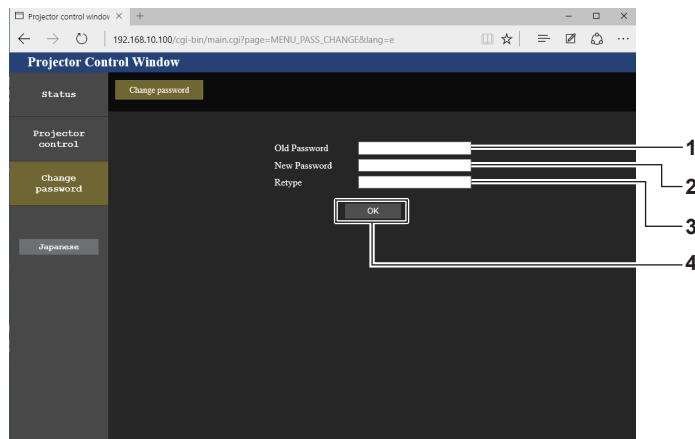 Projector control window
192.168.10.100/cgi-bin/main.cgi?page=MENU_PASS_CHANGE&lang=e
Projector Control Window
Status
Change password
Projector
control
Change
password
Japanese
Old Password
New Password
Retype
OK
1
2
3
4